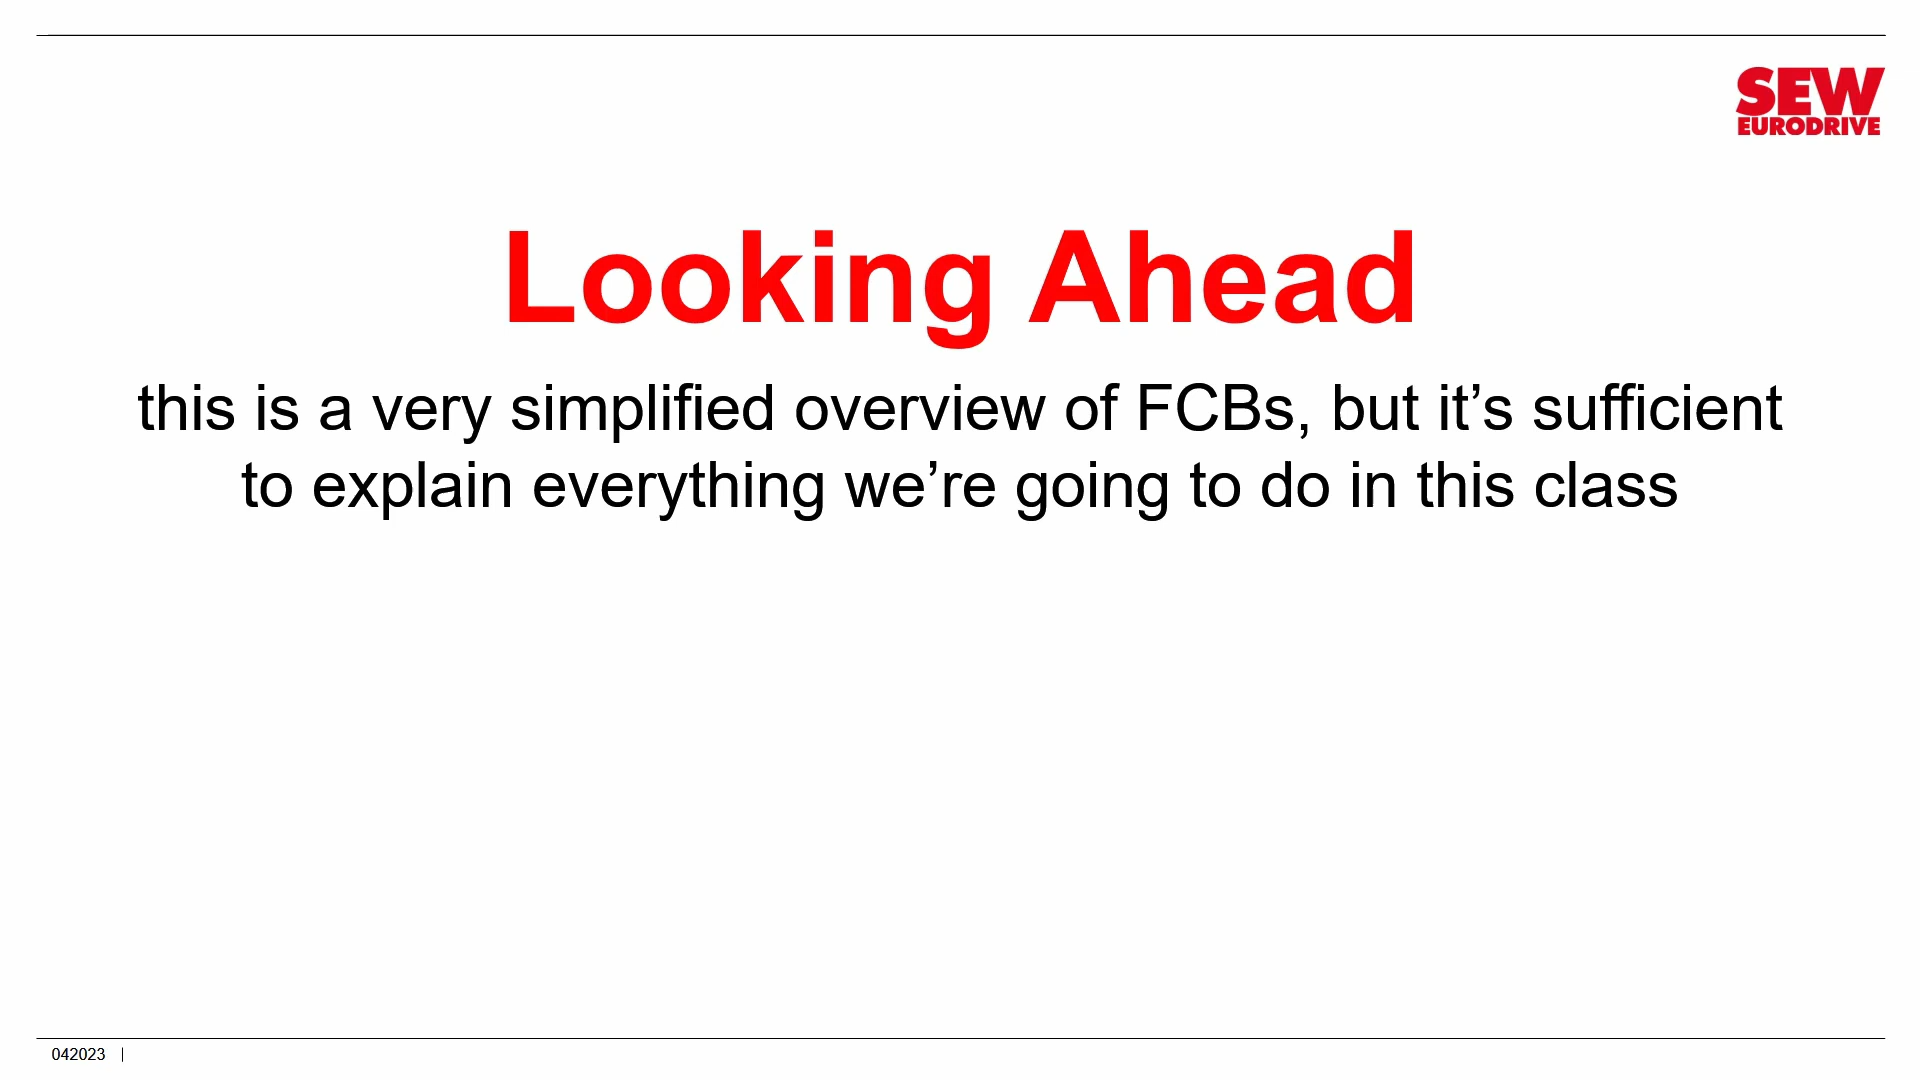 SEW
EURODRIVE
Looking Ahead
this is a very simplified overview of FCBs, but it’s sufficient
to explain everything we’re going to do in this class
042023 |